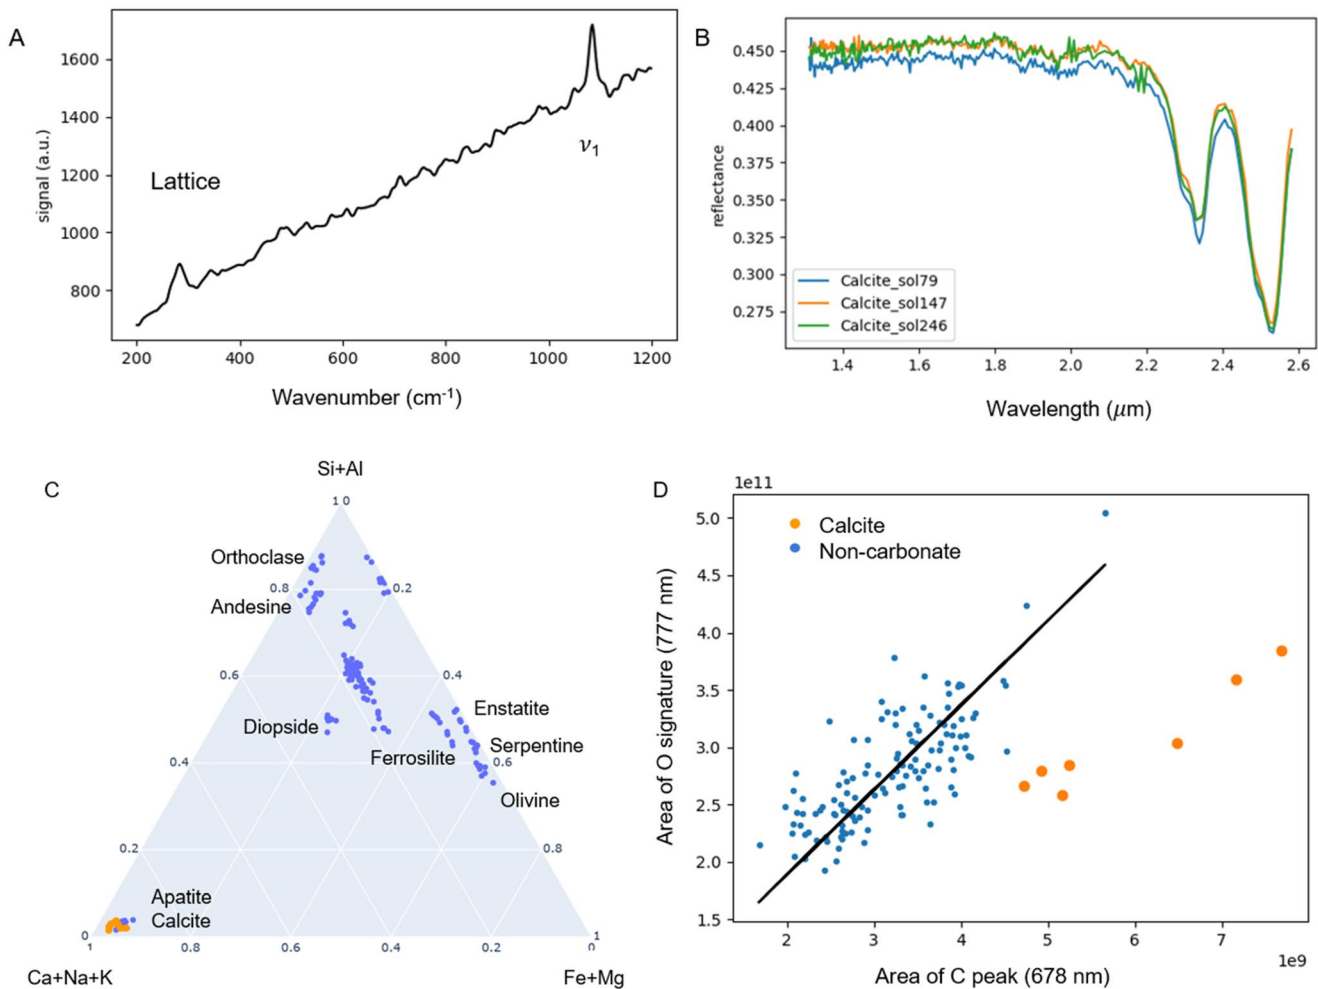 A
signal (a.u.)
1600
1400
1200
1000
800
Lattice
ν1
200 400 600 800 1000 1200
Wavenumber (cm-1)
B
reflectance
0.450
0.425
0.400
0.375
0.350
0.325
0.300
0.275
Calcite_sol79
Calcite_sol147
Calcite_sol246
1.4 1.6 1.8 2.0 2.2 2.4 2.6
Wavelength (μm)
C
Si+Al
1 0
Orthoclase
0.8 0.2
Andesine
0.6 0.4
Enstatite
Diopside
Serpentine
Ferrosilite
0.4 0.6
Olivine
0.2 0.8
Apatite
Calcite
0 1
1 0.8 0.6 0.4 0.2 0
Ca+Na+K Fe+Mg
D
1e11
Area of O signature (777 nm)
5.0
4.5
4.0
3.5
3.0
2.5
2.0
1.5
Calcite
Non-carbonate
2 3 4 5 6 7
1e9
Area of C peak (678 nm)